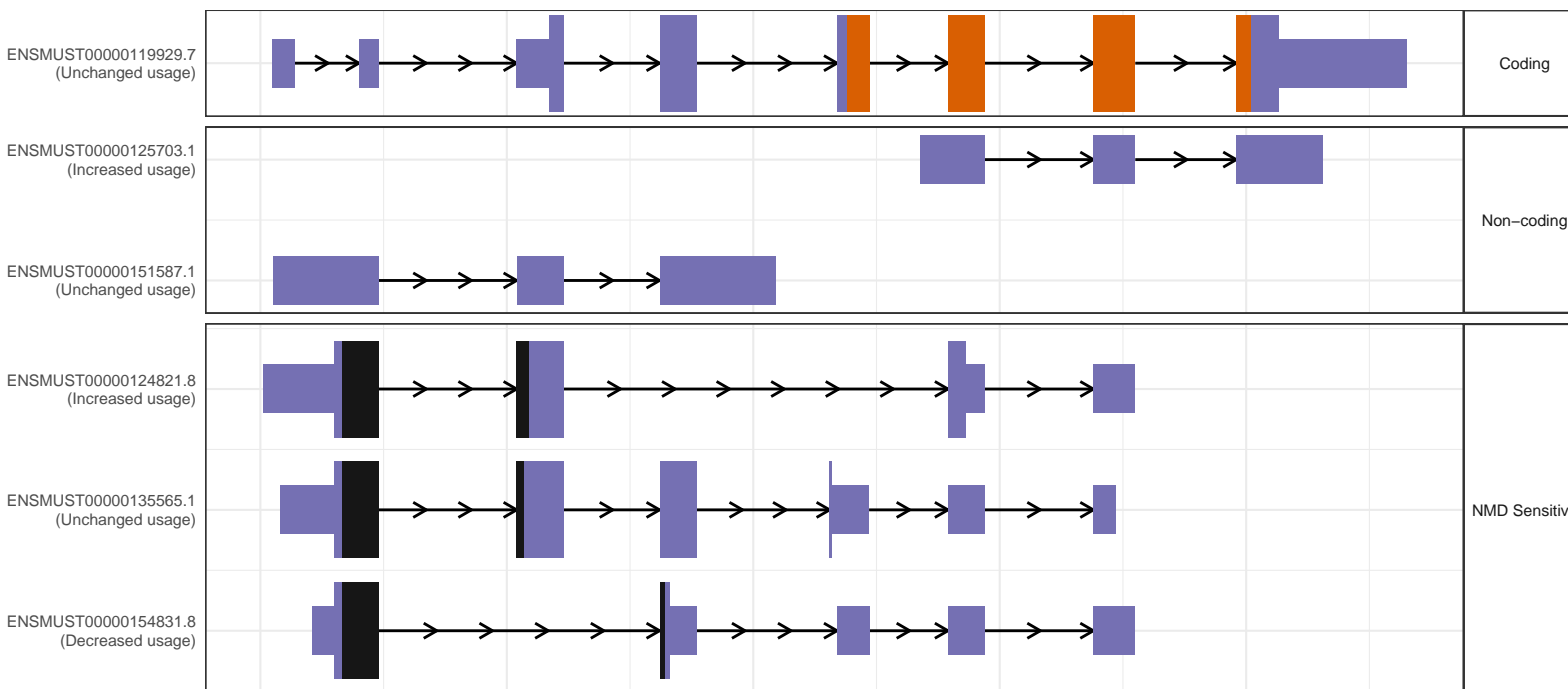 ENSMUST00000119929.7
(Unchanged usage)
Coding
ENSMUST00000125703.1
(Increased usage)
Non−coding
ENSMUST00000151587.1
(Unchanged usage)
ENSMUST00000124821.8
(Increased usage)
ENSMUST00000135565.1
(Unchanged usage)
NMD Sensitiv
ENSMUST00000154831.8
(Decreased usage)